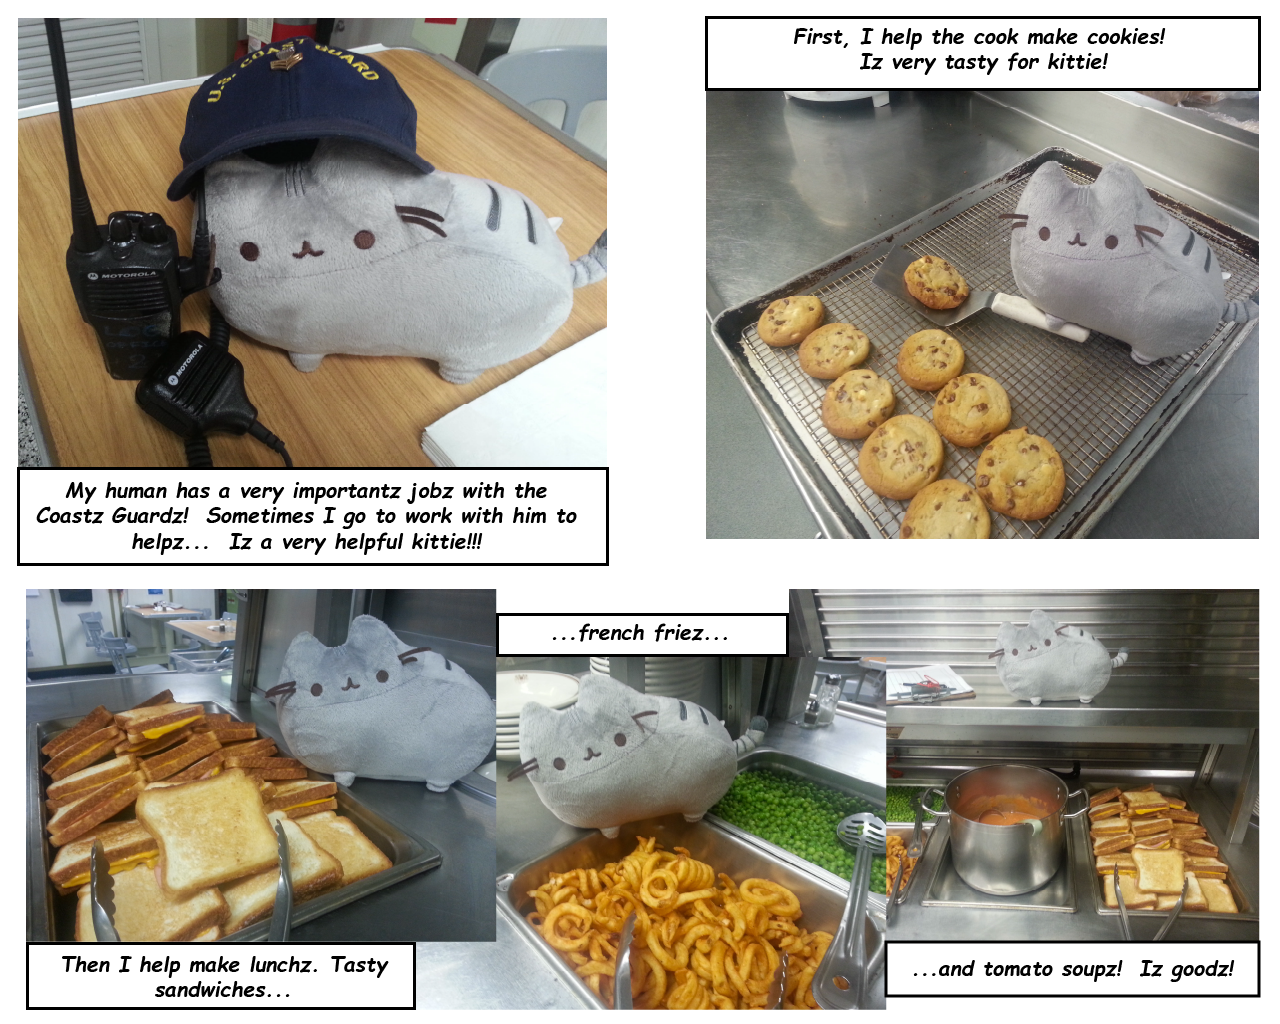 U.S. COAST GUARD
MOTOROLA
MOTOROLA
My human has a very importantz jobz with the
Coastz Guardz! Sometimes I go to work with him to
helpz... Iz a very helpful kittie!!!
First, I help the cook make cookies!
Iz very tasty for kittie!
Then I help make lunchz. Tasty
sandwiches...
...french friez...
...and tomato soupz! Iz goodz!